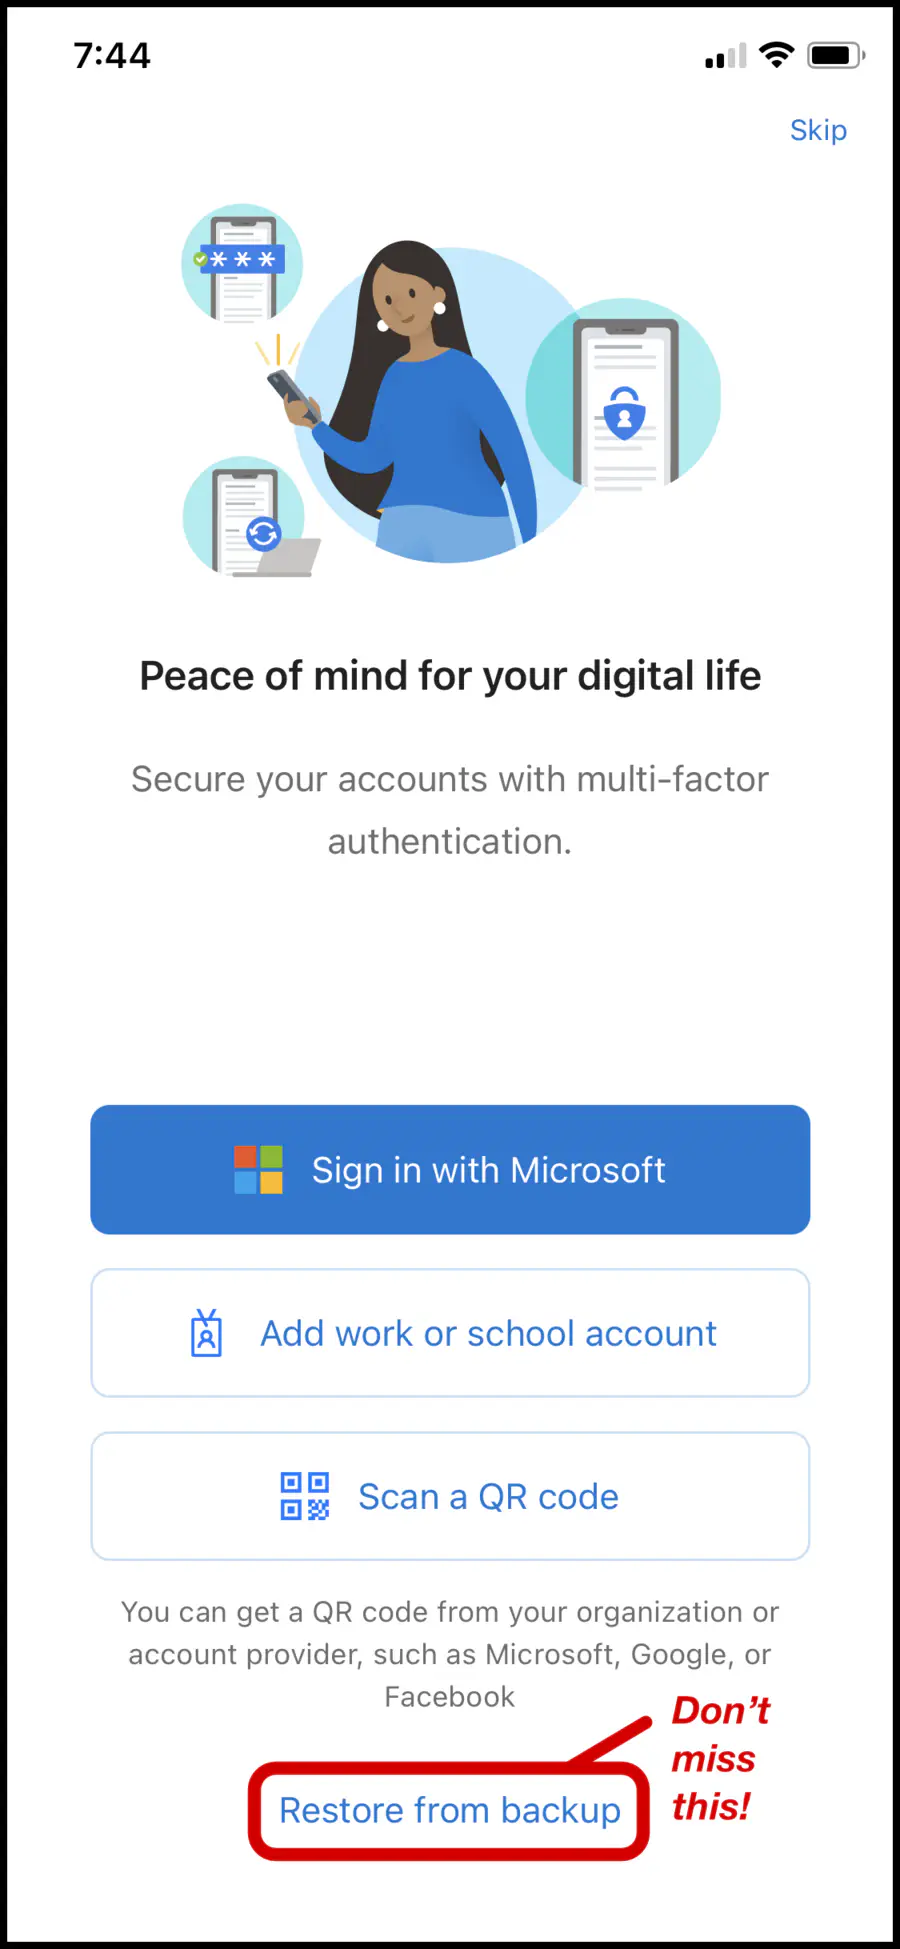 7:44
Skip
***
Peace of mind for your digital life
Secure your accounts with multi-factor
authentication.
Sign in with Microsoft
Add work or school account
Scan a QR code
You can get a QR code from your organization or
account provider, such as Microsoft, Google, or
Facebook
Don't
miss
this!
Restore from backup